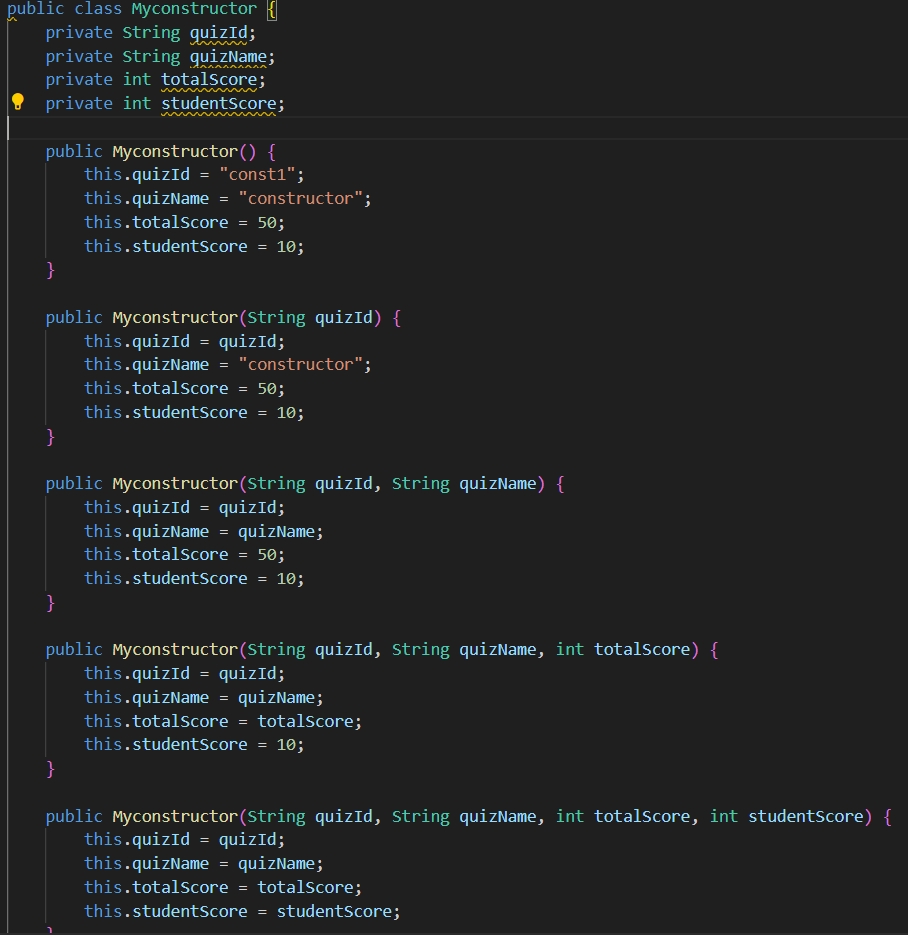 public class Myconstructor {
    private String quizId;
    private String quizName;
    private int totalScore;
    private int studentScore;

    public Myconstructor() {
        this.quizId = "const1";
        this.quizName = "constructor";
        this.totalScore = 50;
        this.studentScore = 10;
    }

    public Myconstructor(String quizId) {
        this.quizId = quizId;
        this.quizName = "constructor";
        this.totalScore = 50;
        this.studentScore = 10;
    }

    public Myconstructor(String quizId, String quizName) {
        this.quizId = quizId;
        this.quizName = quizName;
        this.totalScore = 50;
        this.studentScore = 10;
    }

    public Myconstructor(String quizId, String quizName, int totalScore) {
        this.quizId = quizId;
        this.quizName = quizName;
        this.totalScore = totalScore;
        this.studentScore = 10;
    }

    public Myconstructor(String quizId, String quizName, int totalScore, int studentScore) {
        this.quizId = quizId;
        this.quizName = quizName;
        this.totalScore = totalScore;
        this.studentScore = studentScore;
    }